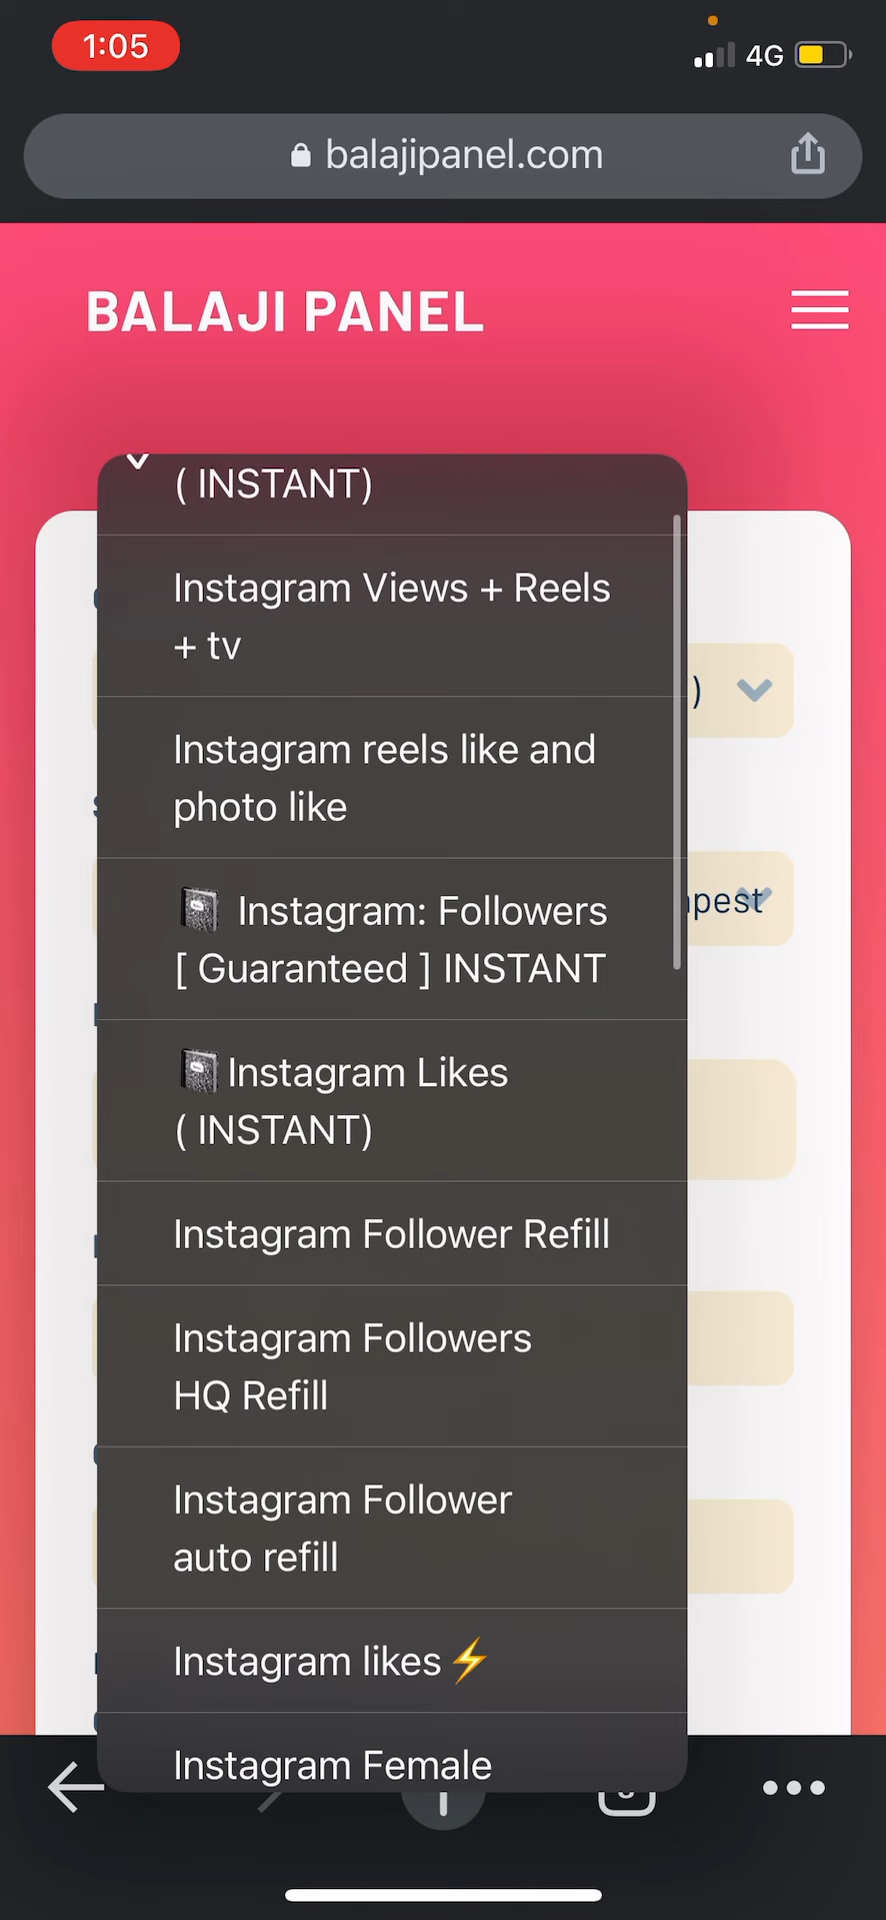 1:05
4G
balajipanel.com
BALAJI PANEL
( INSTANT)
Instagram Views + Reels
+ tv
)
Instagram reels like and
photo like
pest
Instagram: Followers
[ Guaranteed ] INSTANT
Instagram Likes
( INSTANT)
Instagram Follower Refill
Instagram Followers
HQ Refill
Instagram Follower
auto refill
Instagram likes⚡
Instagram Female